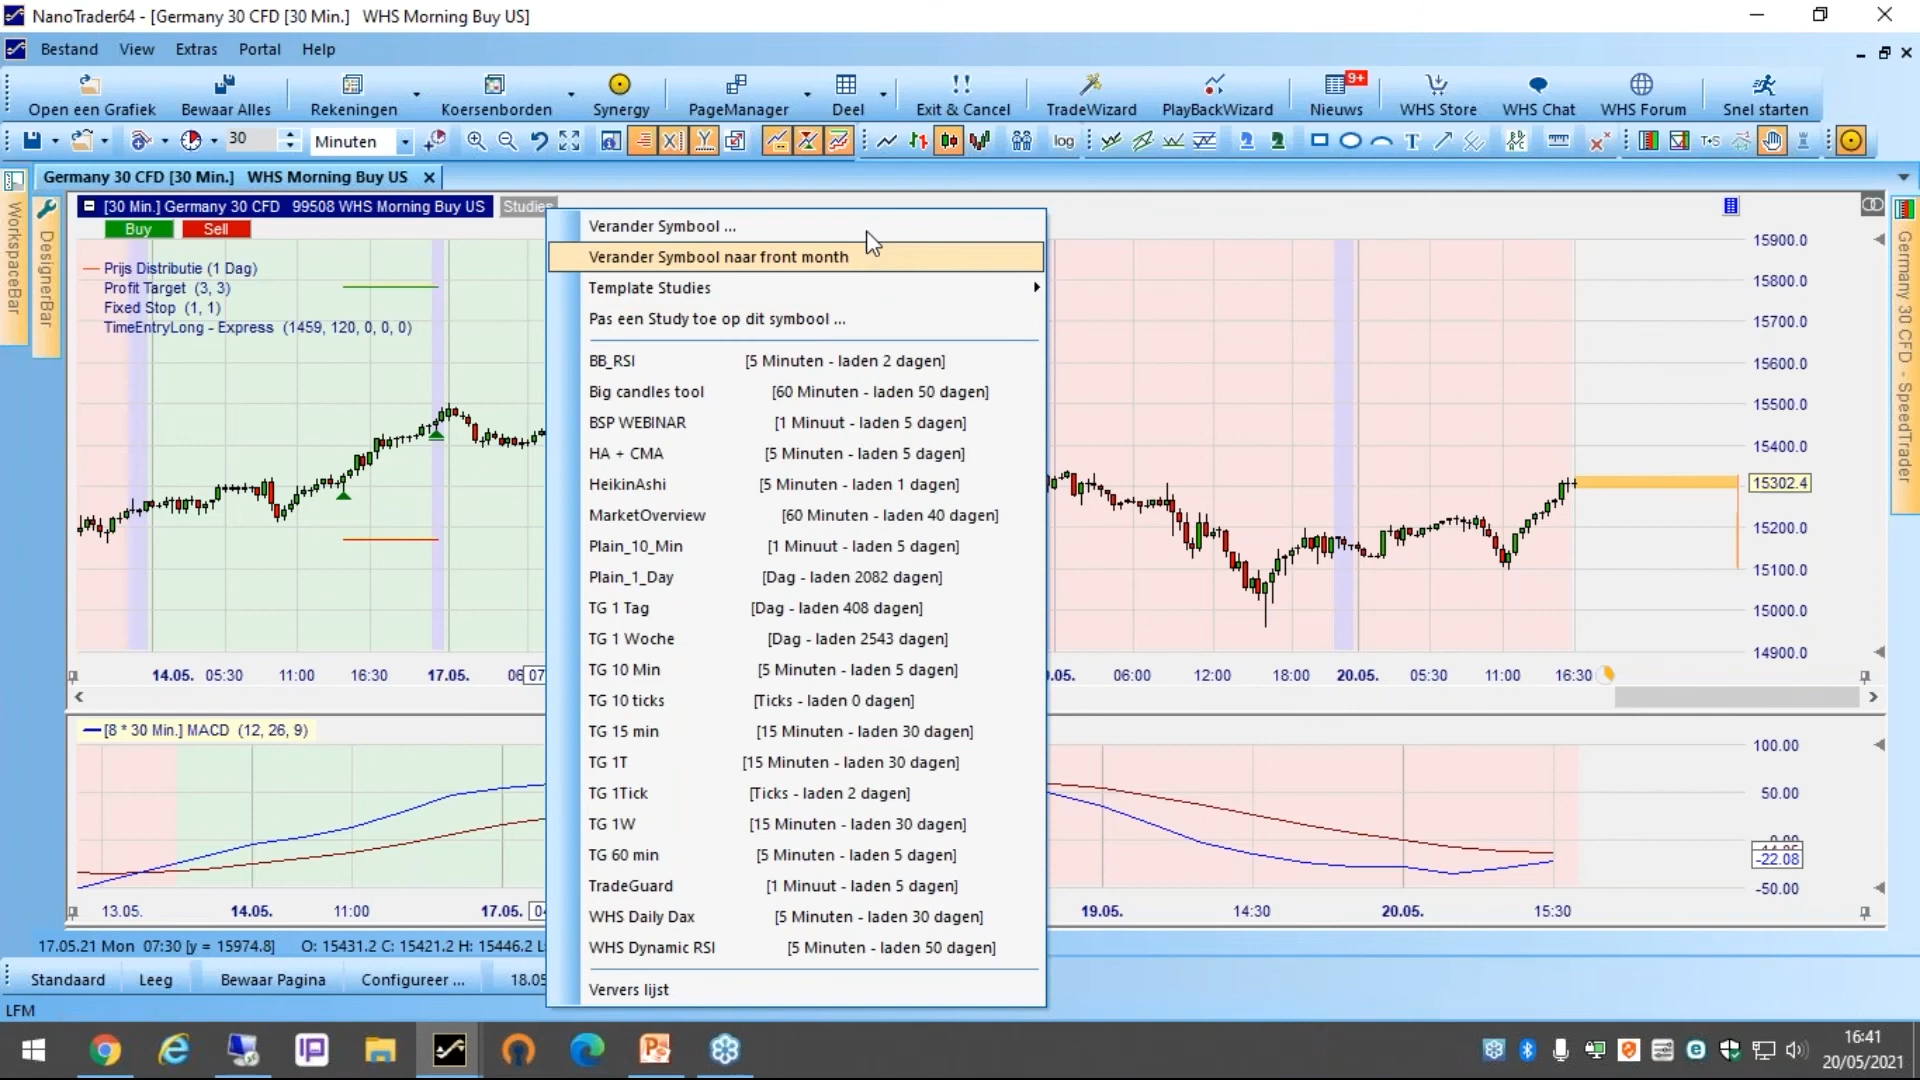 NanoTrader64 - [Germany 30 CFD [30 Min.]   WHS Morning Buy US]
Bestand View Extras Portal Help
Open een Grafiek Bewaar Alles Rekeningen Koersenborden Synergy PageManager Deel Exit & Cancel TradeWizard PlayBackWizard 9+ Nieuws WHS Store WHS Chat WHS Forum Snel starten
30 Minuten log T T+S
Germany 30 CFD [30 Min.]   WHS Morning Buy US
WorkspaceBar
DesignerBar
[30 Min.] Germany 30 CFD   99508 WHS Morning Buy US Studies
Buy Sell
Prijs Distributie (1 Dag)
Profit Target (3, 3)
Fixed Stop (1, 1)
TimeEntryLong - Express (1459, 120, 0, 0, 0)
Verander Symbool ...
Verander Symbool naar front month
Template Studies
Pas een Study toe op dit symbool ...
BB_RSI [5 Minuten - laden 2 dagen]
Big candles tool [60 Minuten - laden 50 dagen]
BSP WEBINAR [1 Minuut - laden 5 dagen]
HA + CMA [5 Minuten - laden 5 dagen]
HeikinAshi [5 Minuten - laden 1 dagen]
MarketOverview [60 Minuten - laden 40 dagen]
Plain_10_Min [1 Minuut - laden 5 dagen]
Plain_1_Day [Dag - laden 2082 dagen]
TG 1 Tag [Dag - laden 408 dagen]
TG 1 Woche [Dag - laden 2543 dagen]
TG 10 Min [5 Minuten - laden 5 dagen]
TG 10 ticks [Ticks - laden 0 dagen]
TG 15 min [15 Minuten - laden 30 dagen]
TG 1T [15 Minuten - laden 30 dagen]
TG 1Tick [Ticks - laden 2 dagen]
TG 1W [15 Minuten - laden 30 dagen]
TG 60 min [5 Minuten - laden 5 dagen]
TradeGuard [1 Minuut - laden 5 dagen]
WHS Daily Dax [5 Minuten - laden 30 dagen]
WHS Dynamic RSI [5 Minuten - laden 50 dagen]
Ververs lijst
15900.0
15800.0
15700.0
15600.0
15500.0
15400.0
15302.4
15200.0
15100.0
15000.0
14900.0
Germany 30 CFD - SpeedTrader
14.05. 05:30 11:00 16:30 17.05. 06 07 .05. 06:00 12:00 18:00 20.05. 05:30 11:00 16:30
[8 * 30 Min.] MACD (12, 26, 9)
100.00
50.00
-22.08
-50.00
13.05. 14.05. 11:00 17.05. 04 19.05. 14:30 20.05. 15:30
17.05.21 Mon 07:30 [y = 15974.8] O: 15431.2 C: 15421.2 H: 15446.2 L
Standaard Leeg Bewaar Pagina Configureer ... 18.05
LFM
16:41
20/05/2021